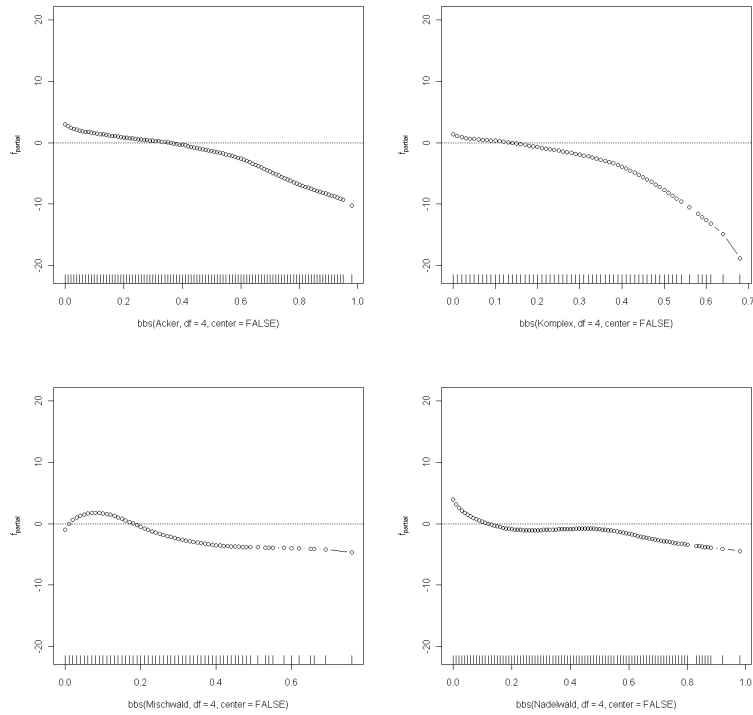 20
10
0
-10
-20
f partial
0.0 0.2 0.4 0.6 0.8 1.0
bbs(Acker, df = 4, center = FALSE)
20
10
0
-10
-20
f partial
0.0 0.1 0.2 0.3 0.4 0.5 0.6 0.7
bbs(Komplex, df = 4, center = FALSE)
20
10
0
-10
-20
f partial
0.0 0.2 0.4 0.6
bbs(Mischwald, df = 4, center = FALSE)
20
10
0
-10
-20
f partial
0.0 0.2 0.4 0.6 0.8 1.0
bbs(Nadelwald, df = 4, center = FALSE)